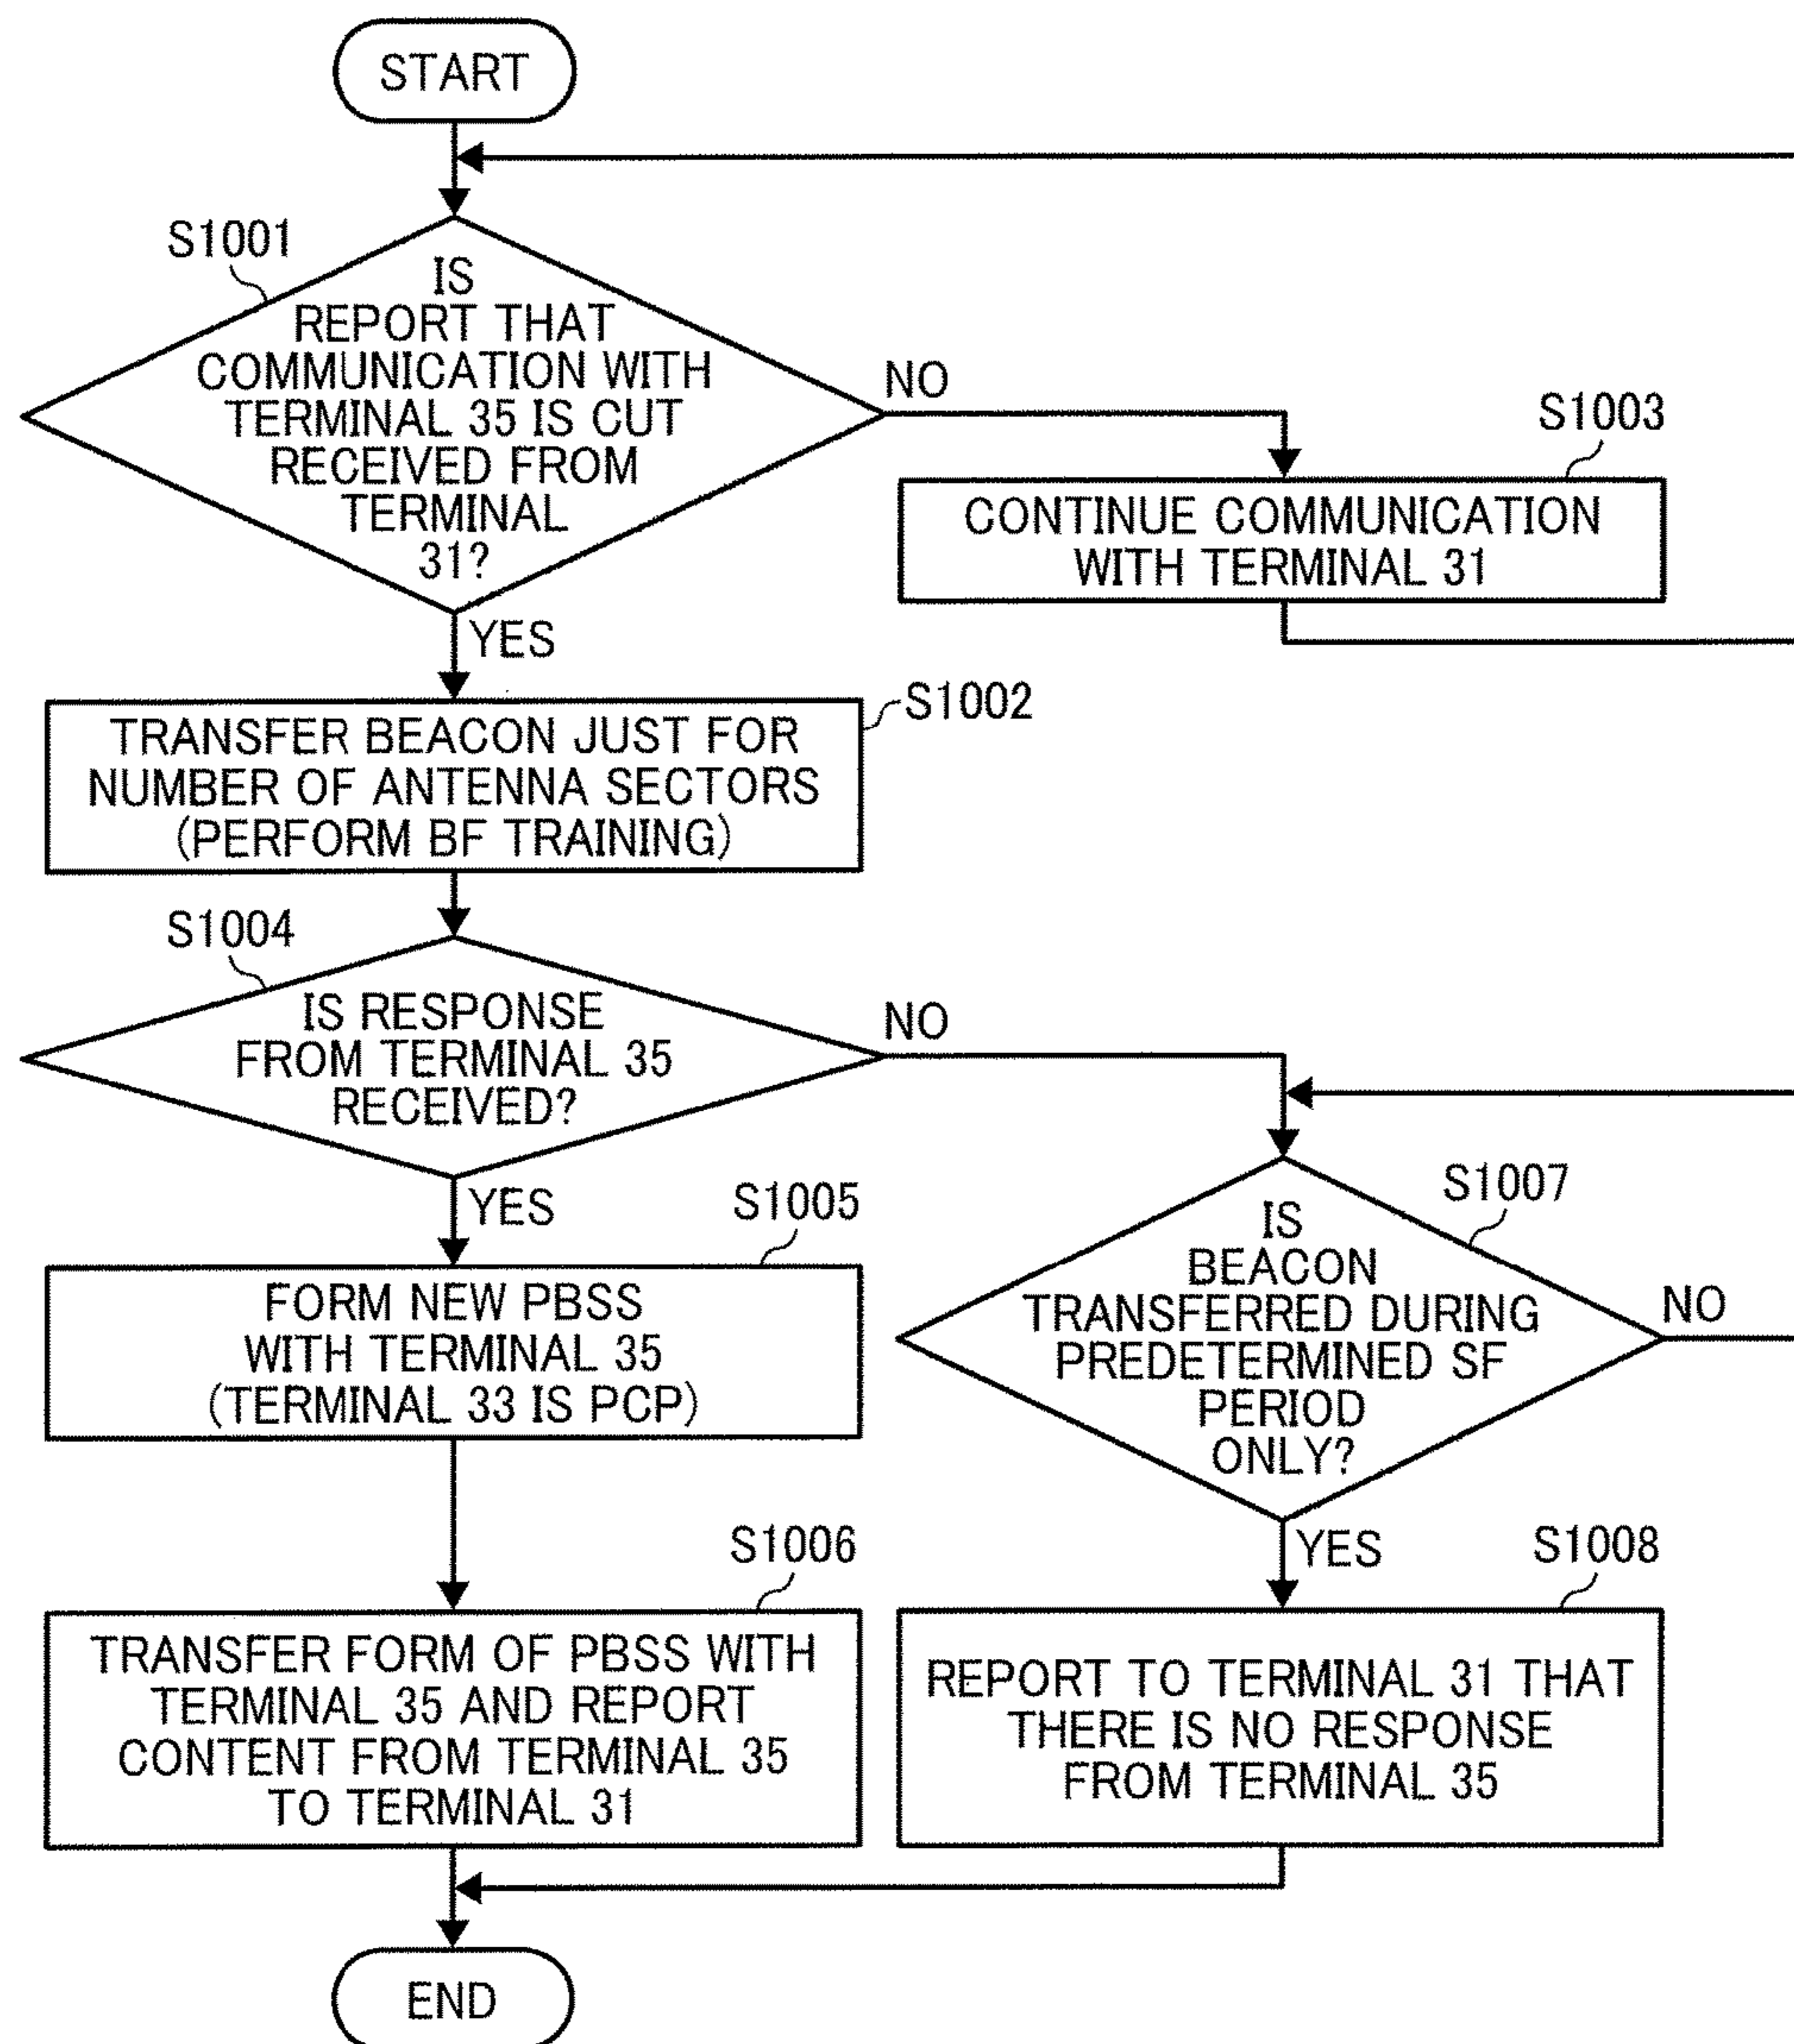 START
S1001
IS
REPORT THAT
COMMUNICATION WITH
TERMINAL 35 IS CUT
RECEIVED FROM
TERMINAL
31?
NO
S1003
CONTINUE COMMUNICATION
WITH TERMINAL 31
YES
S1002
TRANSFER BEACON JUST FOR
NUMBER OF ANTENNA SECTORS
(PERFORM BF TRAINING)
S1004
IS RESPONSE
FROM TERMINAL 35
RECEIVED?
NO
YES
S1005
FORM NEW PBSS
WITH TERMINAL 35
(TERMINAL 33 IS PCP)
S1007
IS
BEACON
TRANSFERRED DURING
PREDETERMINED SF
PERIOD
ONLY?
NO
YES
S1006
TRANSFER FORM OF PBSS WITH
TERMINAL 35 AND REPORT
CONTENT FROM TERMINAL 35
TO TERMINAL 31
S1008
REPORT TO TERMINAL 31 THAT
THERE IS NO RESPONSE
FROM TERMINAL 35
END